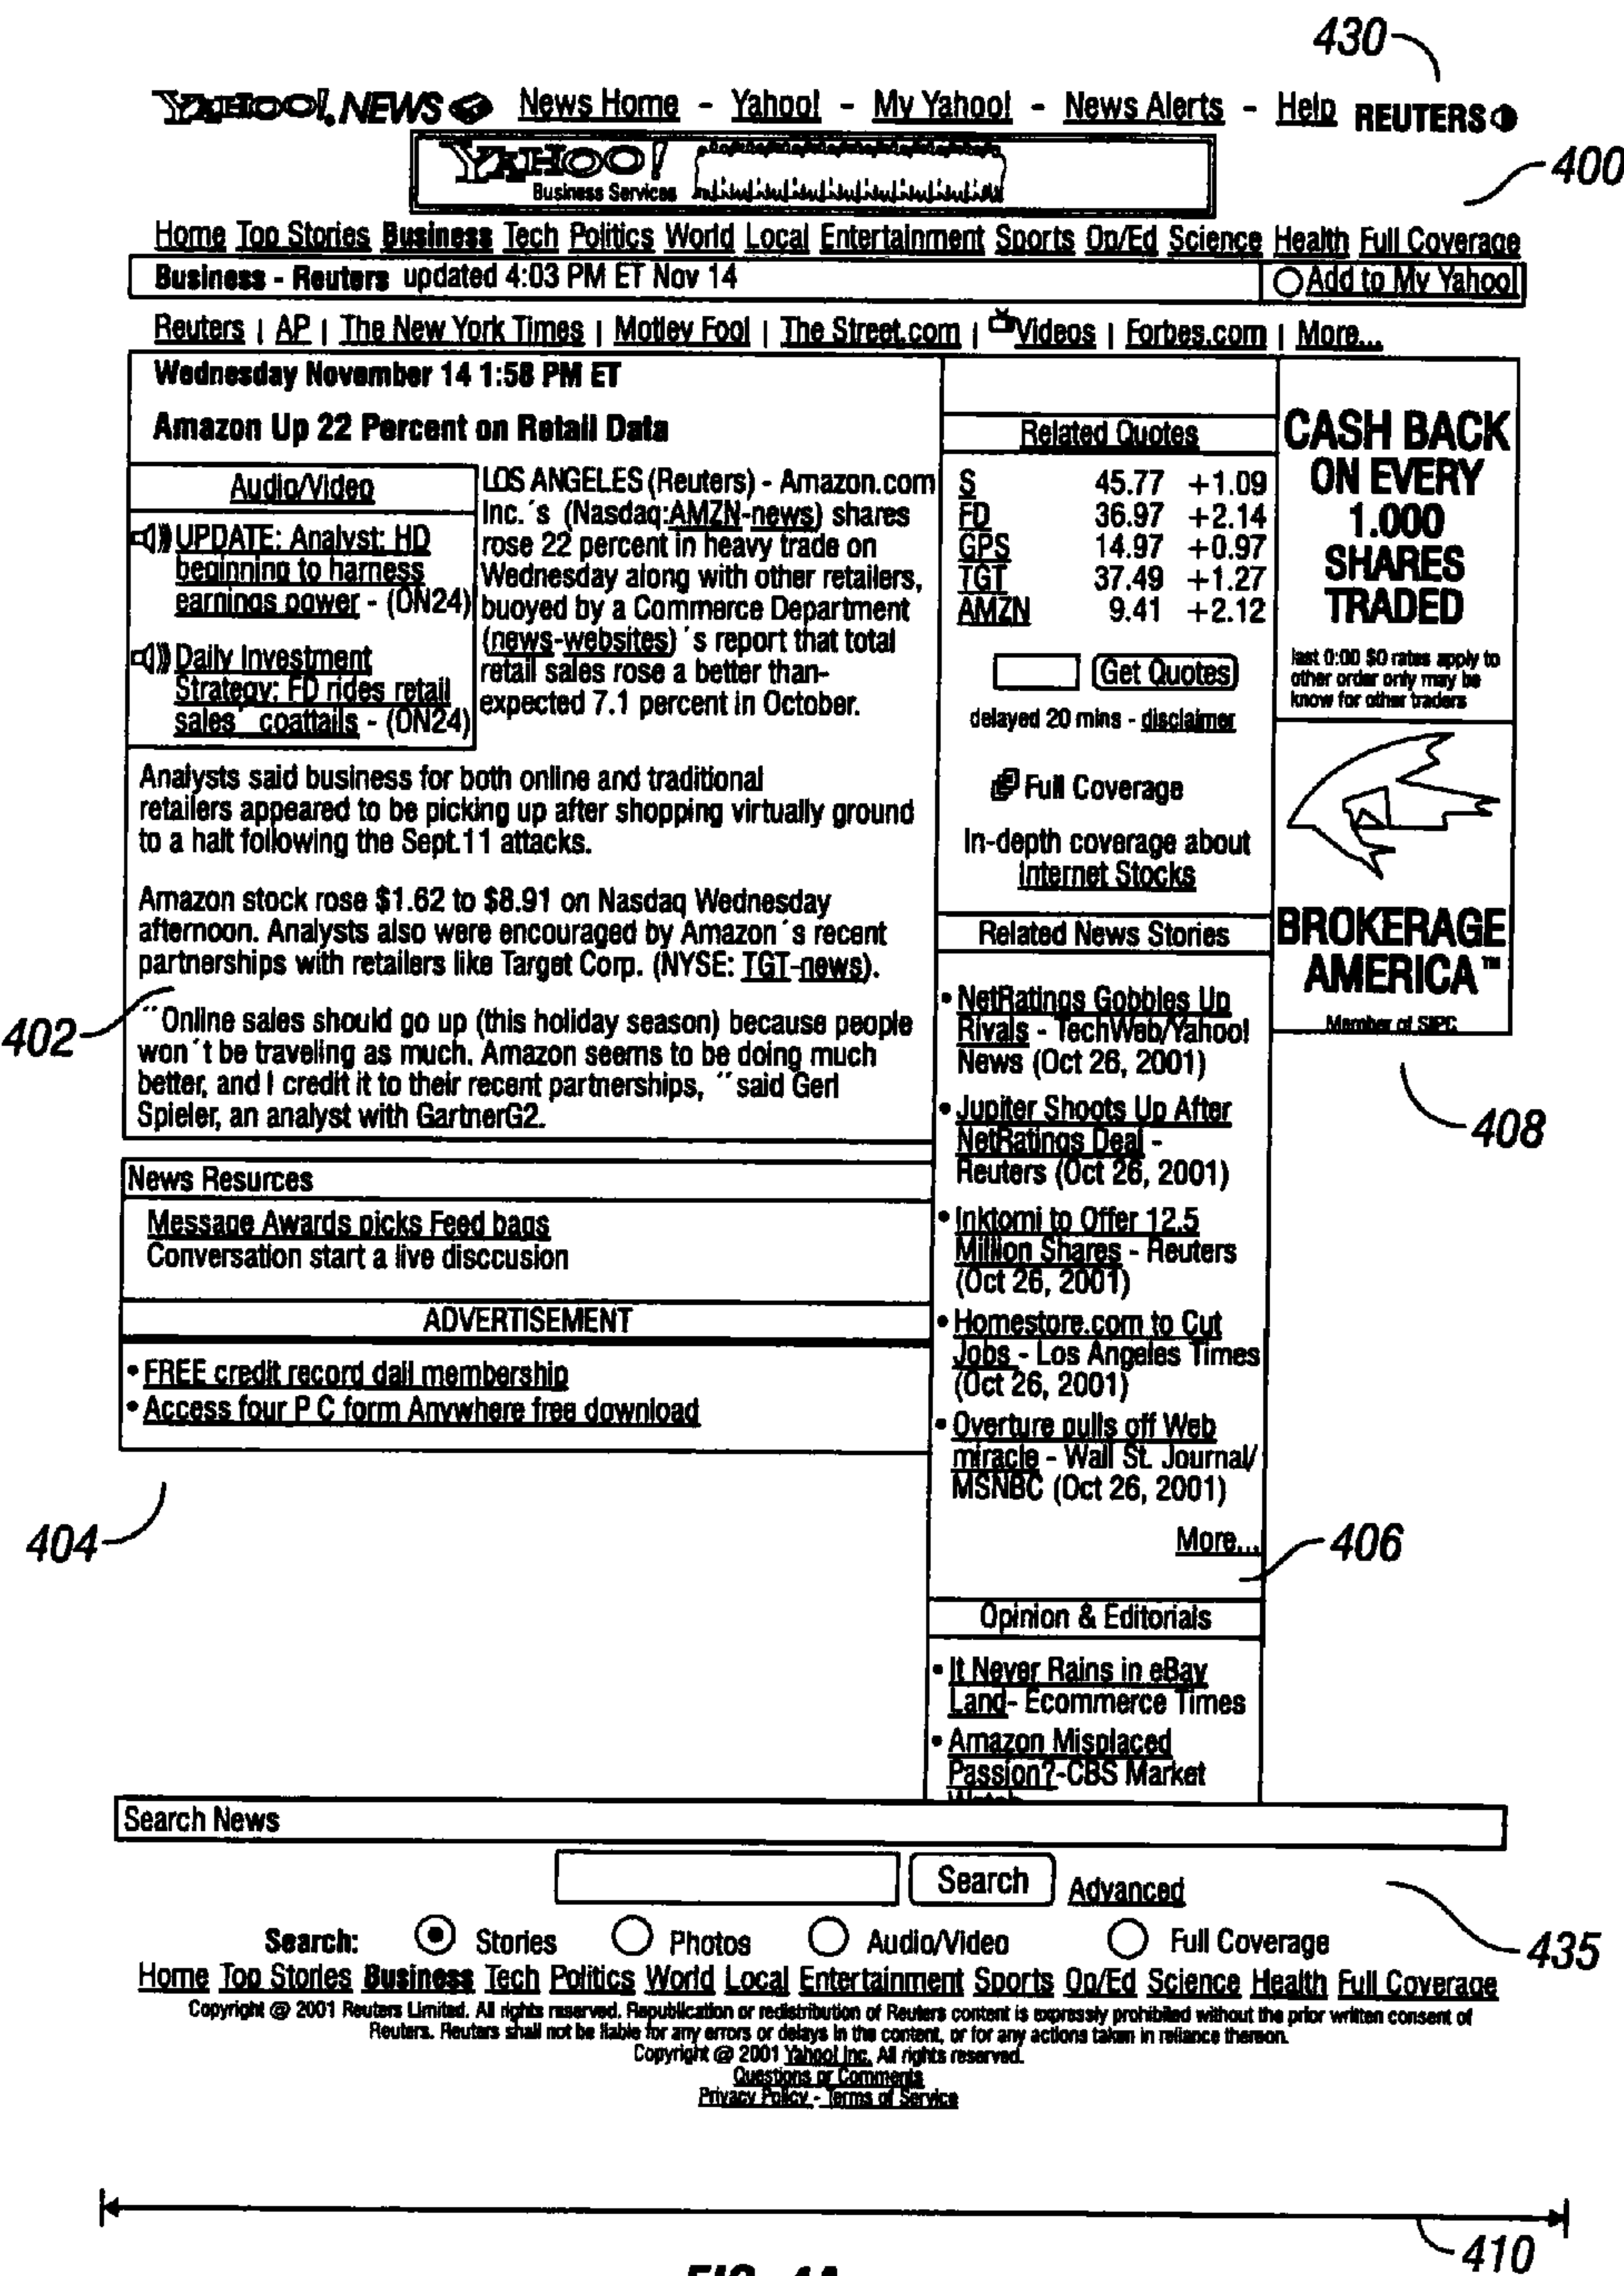 430
YAHOO! NEWS News Home - Yahoo! - My Yahoo! - News Alerts - Help REUTERS
YAHOO!
Business Services
400
Home Top Stories Business Tech Politics World Local Entertainment Sports Op/Ed Science Health Full Coverage
Business - Reuters updated 4:03 PM ET Nov 14
Add to My Yahoo!
Reuters | AP | The New York Times | Motley Fool | The Street.com | Videos | Forbes.com | More...
Wednesday November 14 1:58 PM ET
Amazon Up 22 Percent on Retail Data
Audio/Video
UPDATE: Analyst: HD
beginning to harness
earnings power - (ON24)
Daily Investment
Strategy: FD rides retail
sales´ coattails - (ON24)
LOS ANGELES (Reuters) - Amazon.com
Inc.´s (Nasdaq:AMZN-news) shares
rose 22 percent in heavy trade on
Wednesday along with other retailers,
buoyed by a Commerce Department
(news-websites)´s report that total
retail sales rose a better than-
expected 7.1 percent in October.
Analysts said business for both online and traditional
retailers appeared to be picking up after shopping virtually ground
to a halt following the Sept.11 attacks.
Amazon stock rose $1.62 to $8.91 on Nasdaq Wednesday
afternoon. Analysts also were encouraged by Amazon´s recent
partnerships with retailers like Target Corp. (NYSE: TGT-news).
402
´´Online sales should go up (this holiday season) because people
won´t be traveling as much. Amazon seems to be doing much
better, and I credit it to their recent partnerships, ´´said Geri
Spieler, an analyst with GartnerG2.
News Resurces
Message Awards picks Feed bags
Conversation start a live disccusion
ADVERTISEMENT
• FREE credit record dail membership
• Access four P C form Anywhere free download
404
Related Quotes
S 45.77 +1.09
FD 36.97 +2.14
GPS 14.97 +0.97
TGT 37.49 +1.27
AMZN 9.41 +2.12
Get Quotes
delayed 20 mins - disclaimer
Full Coverage
In-depth coverage about
Internet Stocks
Related News Stories
• NetRatings Gobbles Up
Rivals - TechWeb/Yahoo!
News (Oct 26, 2001)
• Jupiter Shoots Up After
NetRatings Deal -
Reuters (Oct 26, 2001)
• Inktomi to Offer 12.5
Million Shares - Reuters
(Oct 26, 2001)
• Homestore.com to Cut
Jobs - Los Angeles Times
(Oct 26, 2001)
• Overture pulls off Web
miracle - Wall St. Journal/
MSNBC (Oct 26, 2001)
More...
406
Opinion & Editorials
• It Never Rains in eBay
Land- Ecommerce Times
• Amazon Misplaced
Passion?-CBS Market
CASH BACK
ON EVERY
1.000
SHARES
TRADED
last 0:00 $0 rates apply to
other order only may be
know for other traders
BROKERAGE
AMERICA™
Member of SIPC
408
Search News
Search Advanced
435
Search: Stories Photos Audio/Video Full Coverage
Home Top Stories Business Tech Politics World Local Entertainment Sports Op/Ed Science Health Full Coverage
Copyright @ 2001 Reuters Limited. All rights reserved. Republication or redistribution of Reuters content is expressly prohibited without the prior written consent of
Reuters. Reuters shall not be liable for any errors or delays in the content, or for any actions taken in reliance thereon.
Copyright @ 2001 Yahoo! Inc. All rights reserved.
Questions or Comments
Privacy Policy - Terms of Service
410